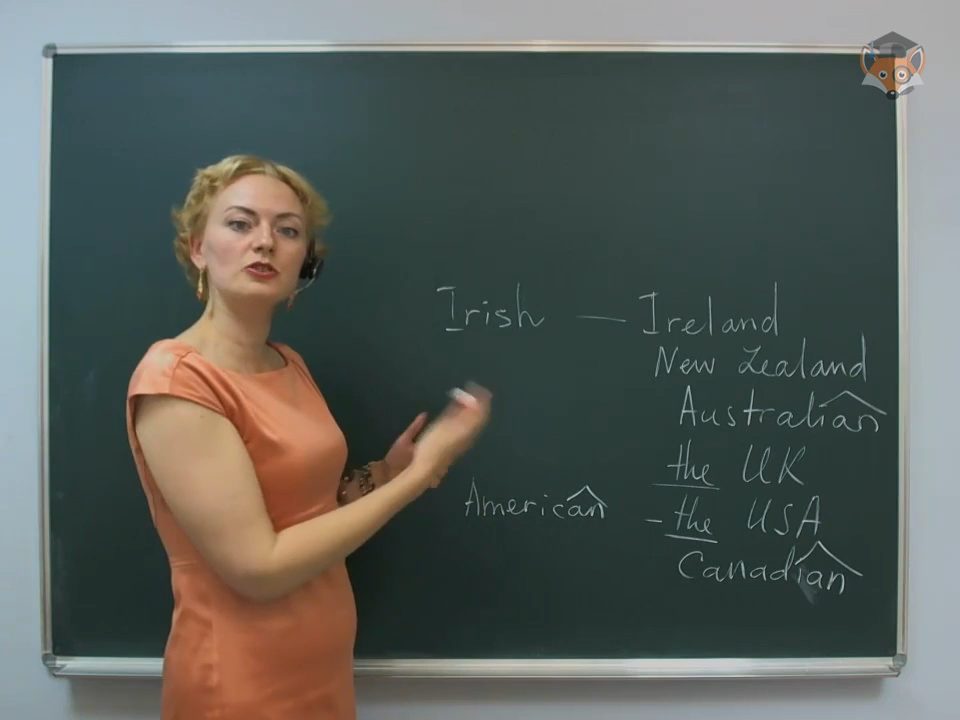 Irish — Ireland
New Zealand
Australian
the UK
American – the USA
Canadian